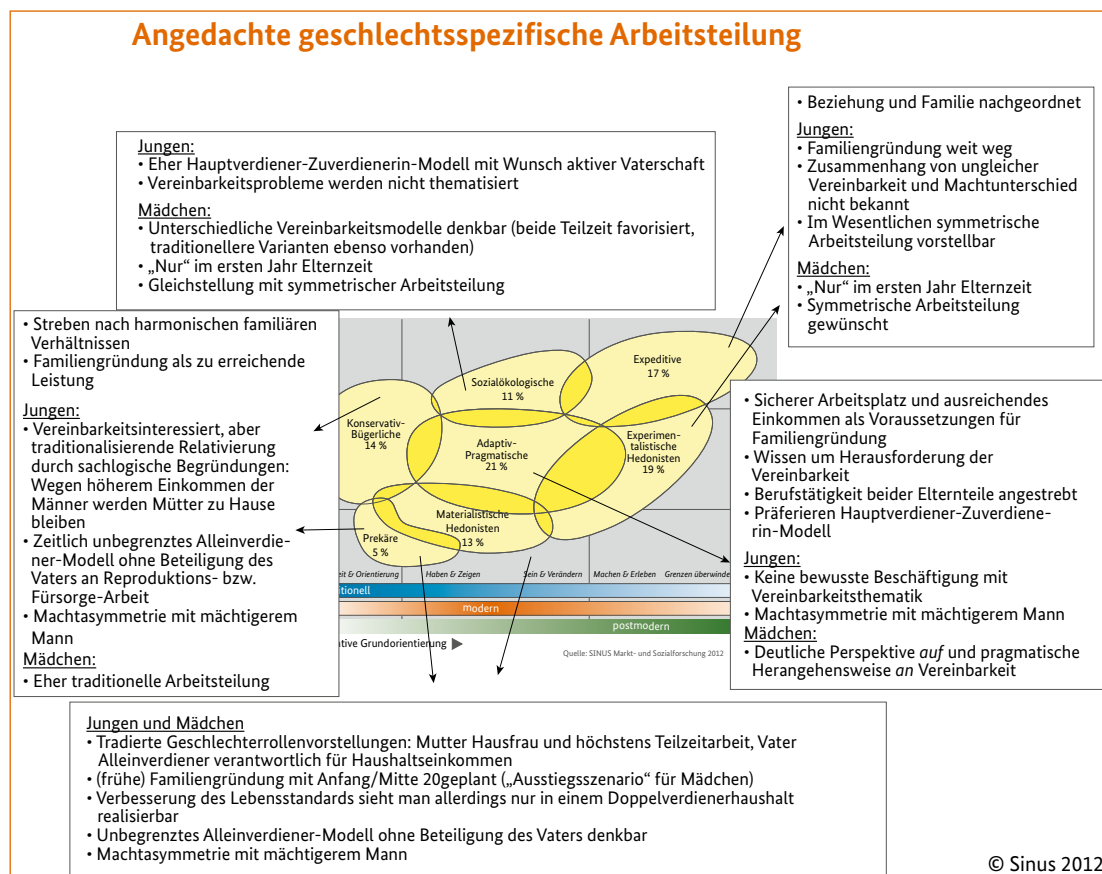 Angedachte geschlechtsspezifische Arbeitsteilung
• Beziehung und Familie nachgeordnet
Jungen:
• Familiengründung weit weg
• Zusammenhang von ungleicher
Vereinbarkeit und Machtunterschied
nicht bekannt
• Im Wesentlichen symmetrische
Arbeitsteilung vorstellbar
Mädchen:
• „Nur“ im ersten Jahr Elternzeit
• Symmetrische Arbeitsteilung
gewünscht
Jungen:
• Eher Hauptverdiener-Zuverdienerin-Modell mit Wunsch aktiver Vaterschaft
• Vereinbarkeitsprobleme werden nicht thematisiert
Mädchen:
• Unterschiedliche Vereinbarkeitsmodelle denkbar (beide Teilzeit favorisiert,
traditionellere Varianten ebenso vorhanden)
• „Nur“ im ersten Jahr Elternzeit
• Gleichstellung mit symmetrischer Arbeitsteilung
• Streben nach harmonischen familiären
Verhältnissen
• Familiengründung als zu erreichende
Leistung
Jungen:
• Vereinbarkeitsinteressiert, aber
traditionalisierende Relativierung
durch sachlogische Begründungen:
Wegen höherem Einkommen der
Männer werden Mütter zu Hause
bleiben
• Zeitlich unbegrenztes Alleinverdie-
ner-Modell ohne Beteiligung des
Vaters an Reproduktions- bzw.
Fürsorge-Arbeit
• Machtasymmetrie mit mächtigerem
Mann
Mädchen:
• Eher traditionelle Arbeitsteilung
Expeditive
17 %
Sozialökologische
11 %
Konservativ-
Bügerliche
14 %
Adaptiv-
Pragmatische
21 %
Experimen-
talistische
Hedonisten
19 %
Materialistische
Hedonisten
13 %
Prekäre
5 %
eit & Orientierung
Haben & Zeigen
Sein & Verändern
Machen & Erleben
Grenzen überwinde
itionell
modern
postmodern
ative Grundorientierung ▶
Quelle: SINUS Markt- und Sozialforschung 2012
• Sicherer Arbeitsplatz und ausreichendes
Einkommen als Voraussetzungen für
Familiengründung
• Wissen um Herausforderung der
Vereinbarkeit
• Berufstätigkeit beider Elternteile angestrebt
• Präferieren Hauptverdiener-Zuverdiene-
rin-Modell
Jungen:
• Keine bewusste Beschäftigung mit
Vereinbarkeitsthematik
• Machtasymmetrie mit mächtigerem Mann
Mädchen:
• Deutliche Perspektive auf und pragmatische
Herangehensweise an Vereinbarkeit
Jungen und Mädchen
• Tradierte Geschlechterrollenvorstellungen: Mutter Hausfrau und höchstens Teilzeitarbeit, Vater
Alleinverdiener verantwortlich für Haushaltseinkommen
• (frühe) Familiengründung mit Anfang/Mitte 20geplant („Ausstiegsszenario“ für Mädchen)
• Verbesserung des Lebensstandards sieht man allerdings nur in einem Doppelverdienerhaushalt
realisierbar
• Unbegrenztes Alleinverdiener-Modell ohne Beteiligung des Vaters denkbar
• Machtasymmetrie mit mächtigerem Mann
© Sinus 2012